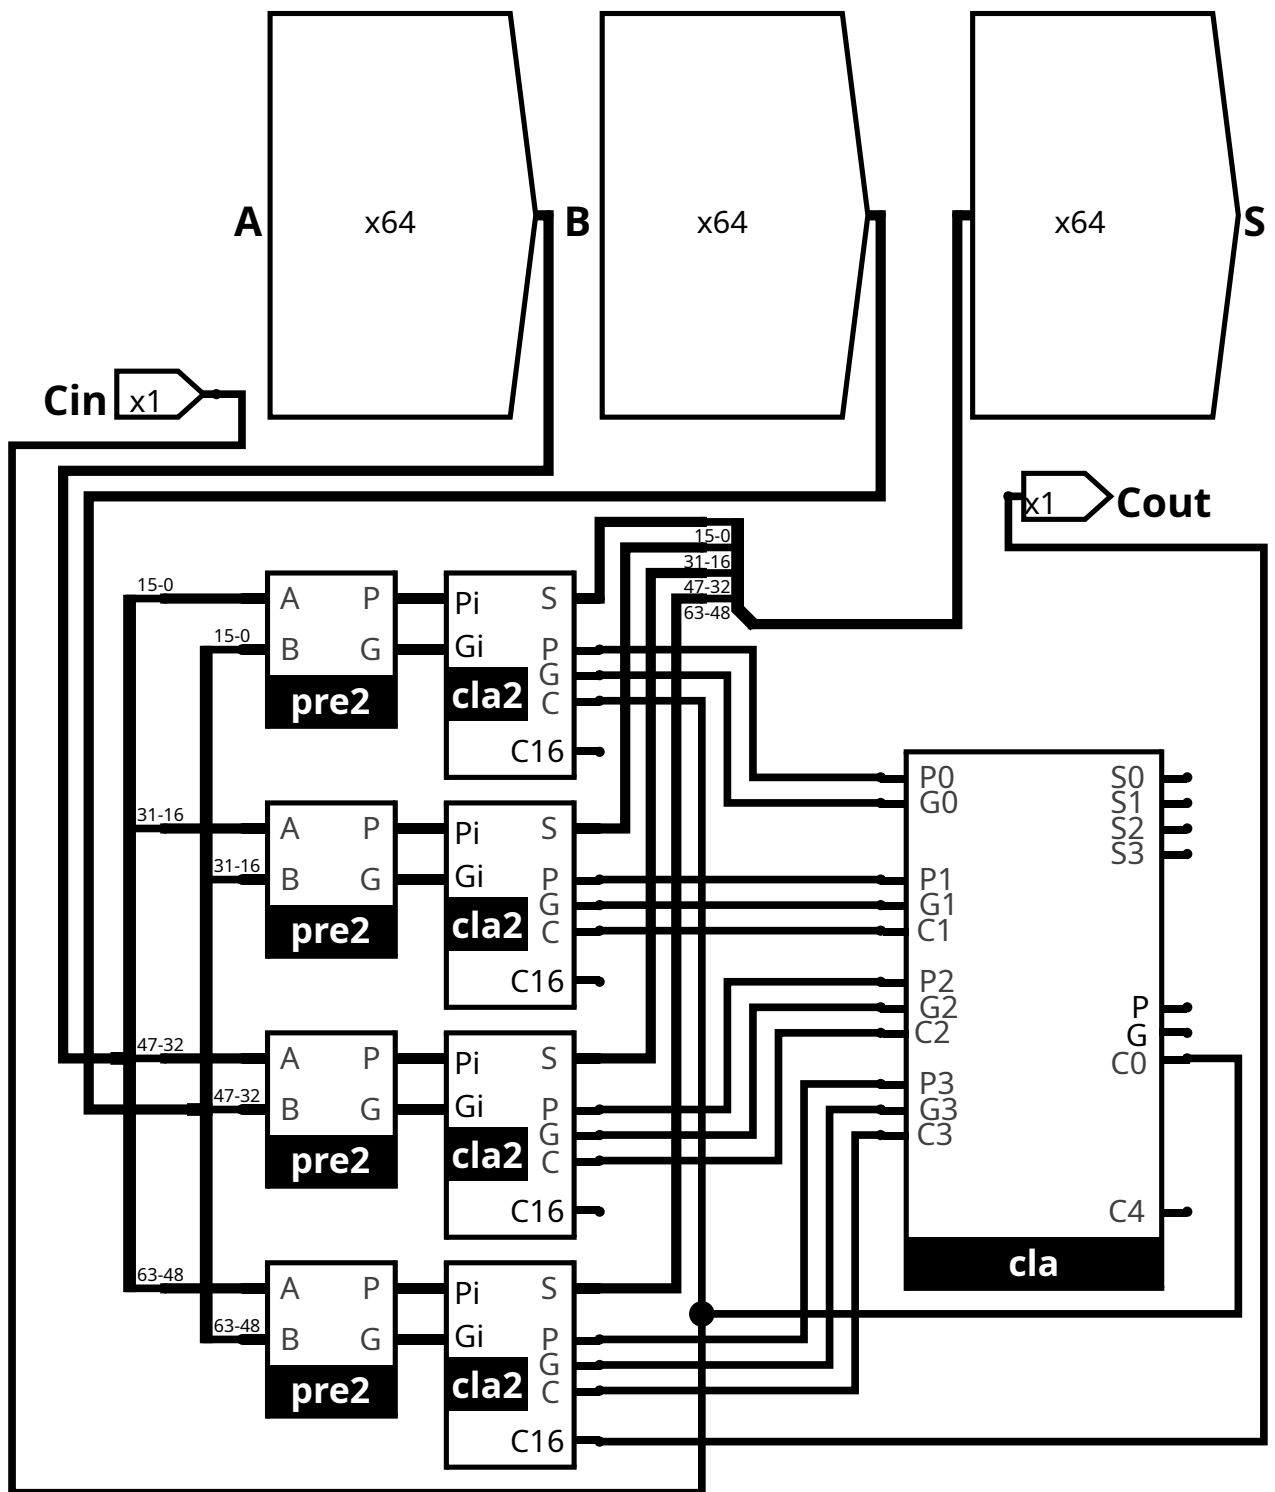 A x64 B x64 x64 S
Cin x1
x1 Cout
15-0
31-16
47-32
63-48
15-0 A P Pi S
15-0 B G Gi P
G
pre2 cla2 C
C16
P0 S0
G0 S1
S2
S3
31-16 A P Pi S
31-16 B G Gi P
G
pre2 cla2 C
C16
P1
G1
C1
P2 P
G2 G
C2 C0
47-32 A P Pi S
47-32 B G Gi P
G
pre2 cla2 C
C16
P3
G3
C3
C4
cla
63-48 A P Pi S
63-48 B G Gi P
G
pre2 cla2 C
C16